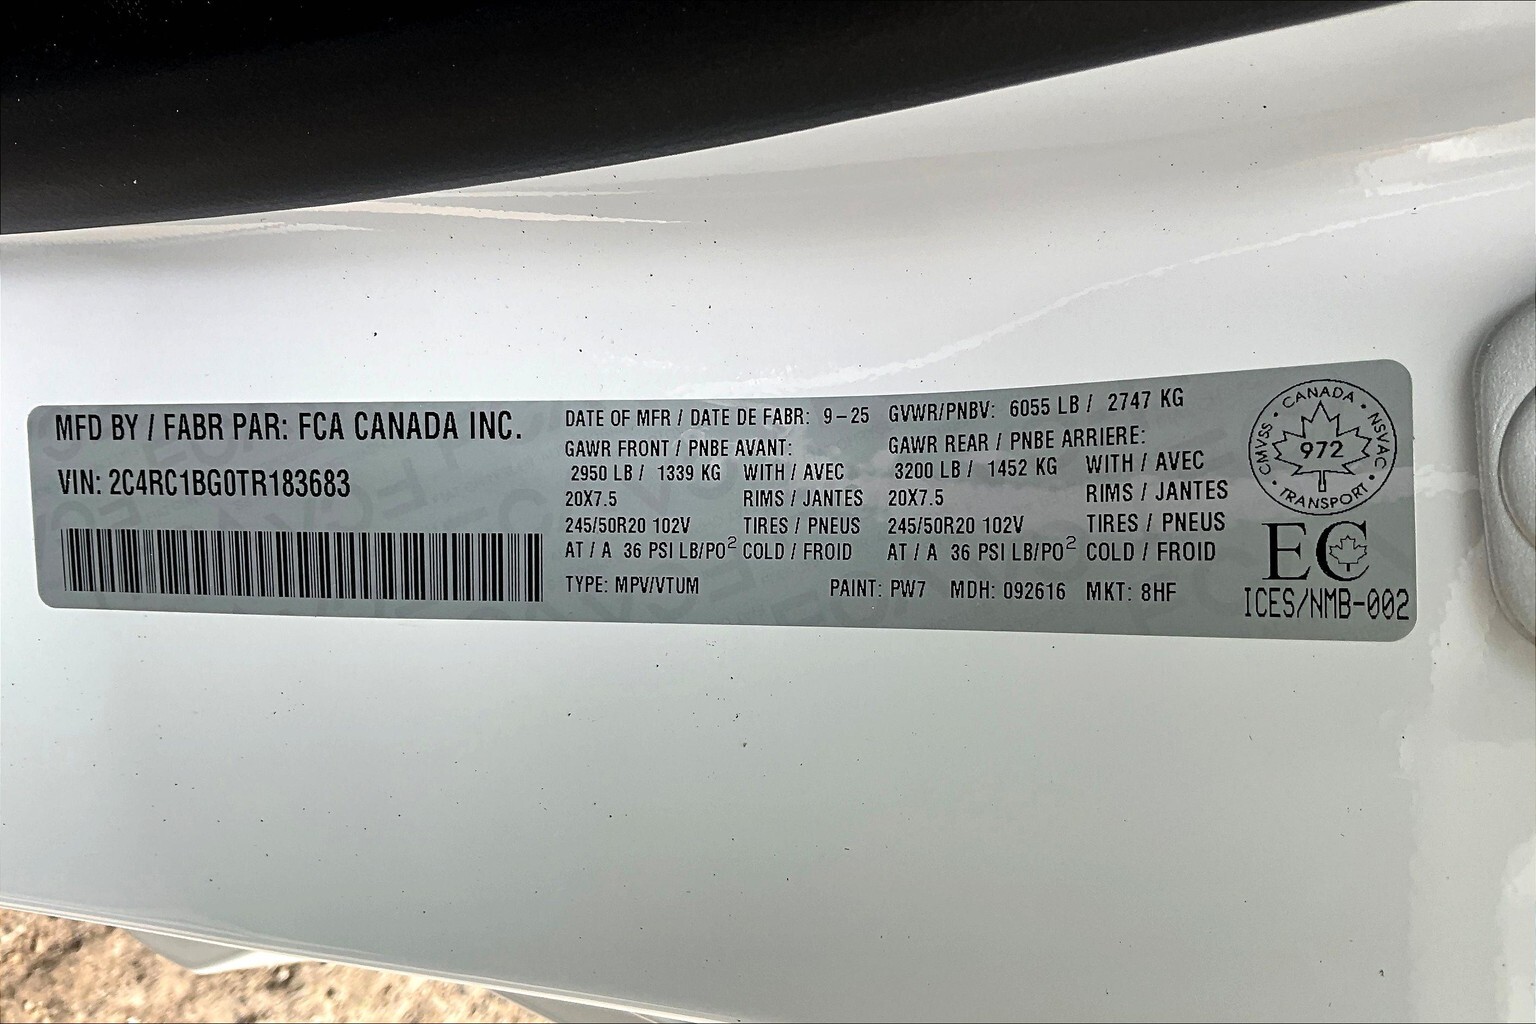 MFD BY / FABR PAR: FCA CANADA INC.
VIN: 2C4RC1BG0TR183683
DATE OF MFR / DATE DE FABR: 9-25 GVWR/PNBV: 6055 LB / 2747 KG
GAWR FRONT / PNBE AVANT: GAWR REAR / PNBE ARRIERE:
2950 LB / 1339 KG WITH / AVEC 3200 LB / 1452 KG WITH / AVEC
20X7.5 RIMS / JANTES 20X7.5 RIMS / JANTES
245/50R20 102V TIRES / PNEUS 245/50R20 102V TIRES / PNEUS
AT / A 36 PSI LB/PO² COLD / FROID AT / A 36 PSI LB/PO² COLD / FROID
TYPE: MPV/VTUM PAINT: PW7 MDH: 092616 MKT: 8HF
CANADA • NSVAC • TRANSPORT • CMVSS •
972
EC
ICES/NMB-002